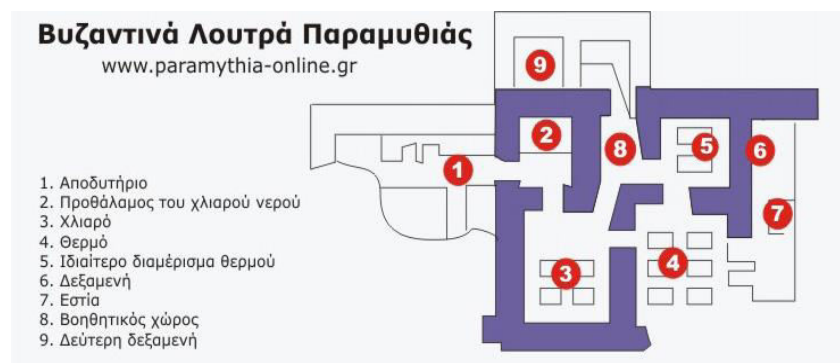 Βυζαντινά Λουτρά Παραμυθιάς
www.paramythia-online.gr
1. Αποδυτήριο
2. Προθάλαμος του χλιαρού νερού
3. Χλιαρό
4. Θερμό
5. Ιδιαίτερο διαμέρισμα θερμού
6. Δεξαμενή
7. Εστία
8. Βοηθητικός χώρος
9. Δεύτερη δεξαμενή
9
2
1
8
5
6
7
3
4